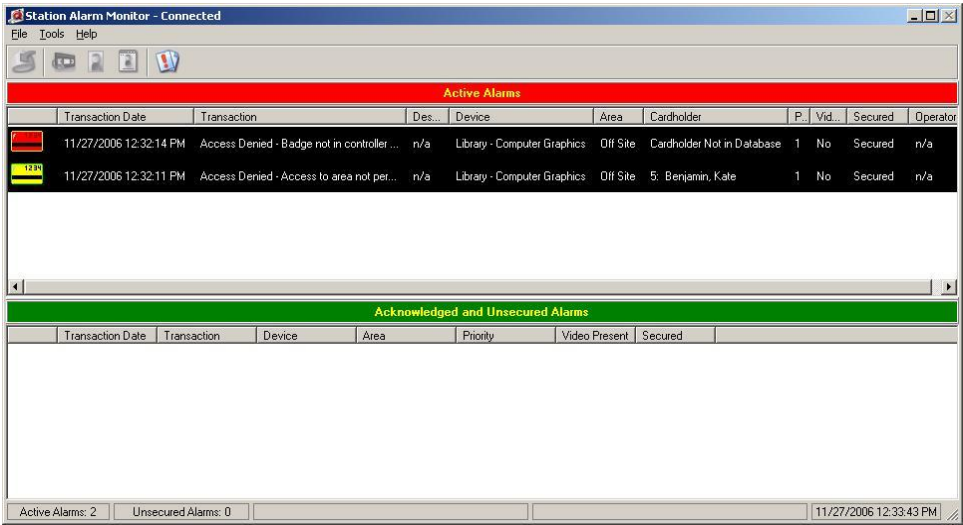 Station Alarm Monitor - Connected
File Tools Help
Active Alarms
Transaction Date Transaction Des... Device Area Cardholder P.. Vid... Secured Operator
11/27/2006 12:32:14 PM Access Denied - Badge not in controller ... n/a Library - Computer Graphics Off Site Cardholder Not in Database 1 No Secured n/a
1234
11/27/2006 12:32:11 PM Access Denied - Access to area not per... n/a Library - Computer Graphics Off Site 5: Benjamin, Kate 1 No Secured n/a
Acknowledged and Unsecured Alarms
Transaction Date Transaction Device Area Priority Video Present Secured
Active Alarms: 2 Unsecured Alarms: 0 11/27/2006 12:33:43 PM